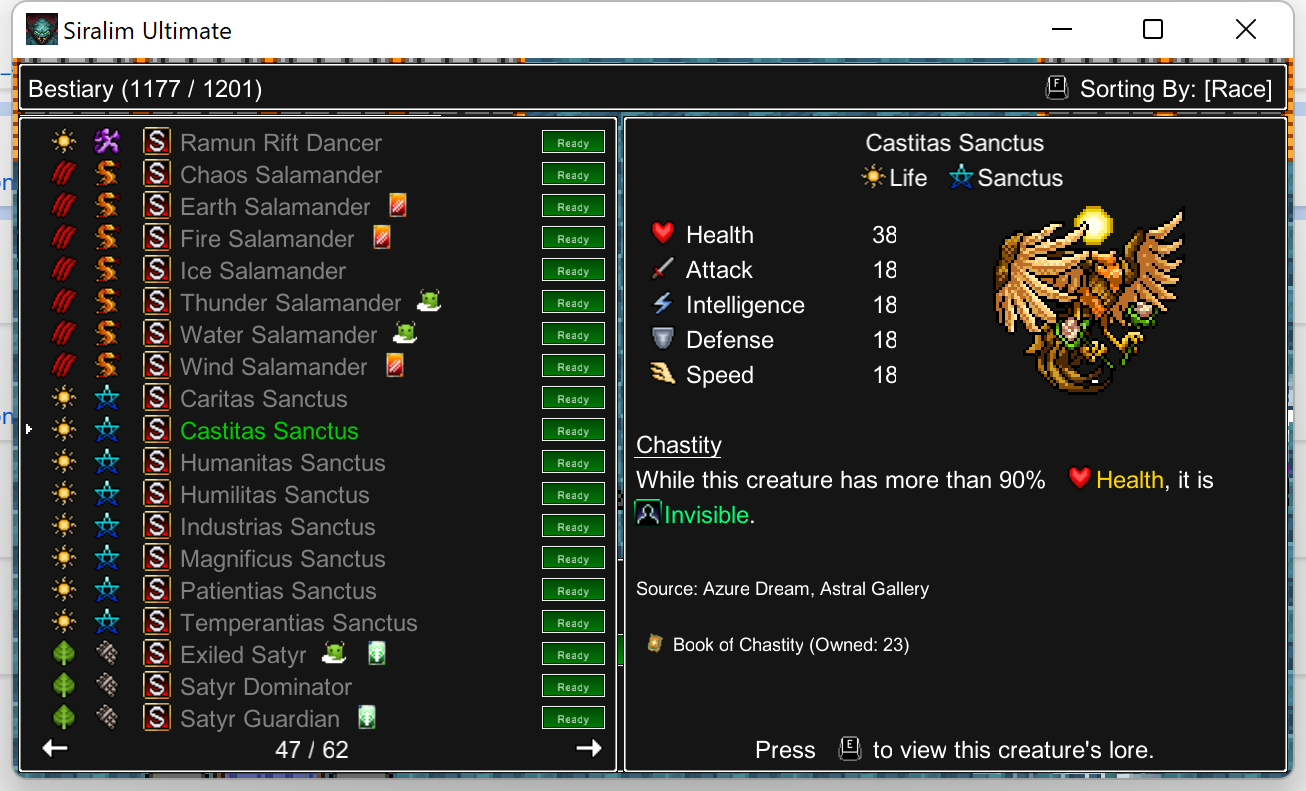 Siralim Ultimate
Bestiary (1177 / 1201)
F Sorting By: [Race]
S Ramun Rift Dancer Ready
S Chaos Salamander Ready
S Earth Salamander Ready
S Fire Salamander Ready
S Ice Salamander Ready
S Thunder Salamander Ready
S Water Salamander Ready
S Wind Salamander Ready
S Caritas Sanctus Ready
S Castitas Sanctus Ready
S Humanitas Sanctus Ready
S Humilitas Sanctus Ready
S Industrias Sanctus Ready
S Magnificus Sanctus Ready
S Patientias Sanctus Ready
S Temperantias Sanctus Ready
S Exiled Satyr Ready
S Satyr Dominator Ready
S Satyr Guardian Ready
47 / 62
Castitas Sanctus
Life Sanctus
Health 38
Attack 18
Intelligence 18
Defense 18
Speed 18
Chastity
While this creature has more than 90% Health, it is
Invisible.
Source: Azure Dream, Astral Gallery
Book of Chastity (Owned: 23)
Press E to view this creature's lore.